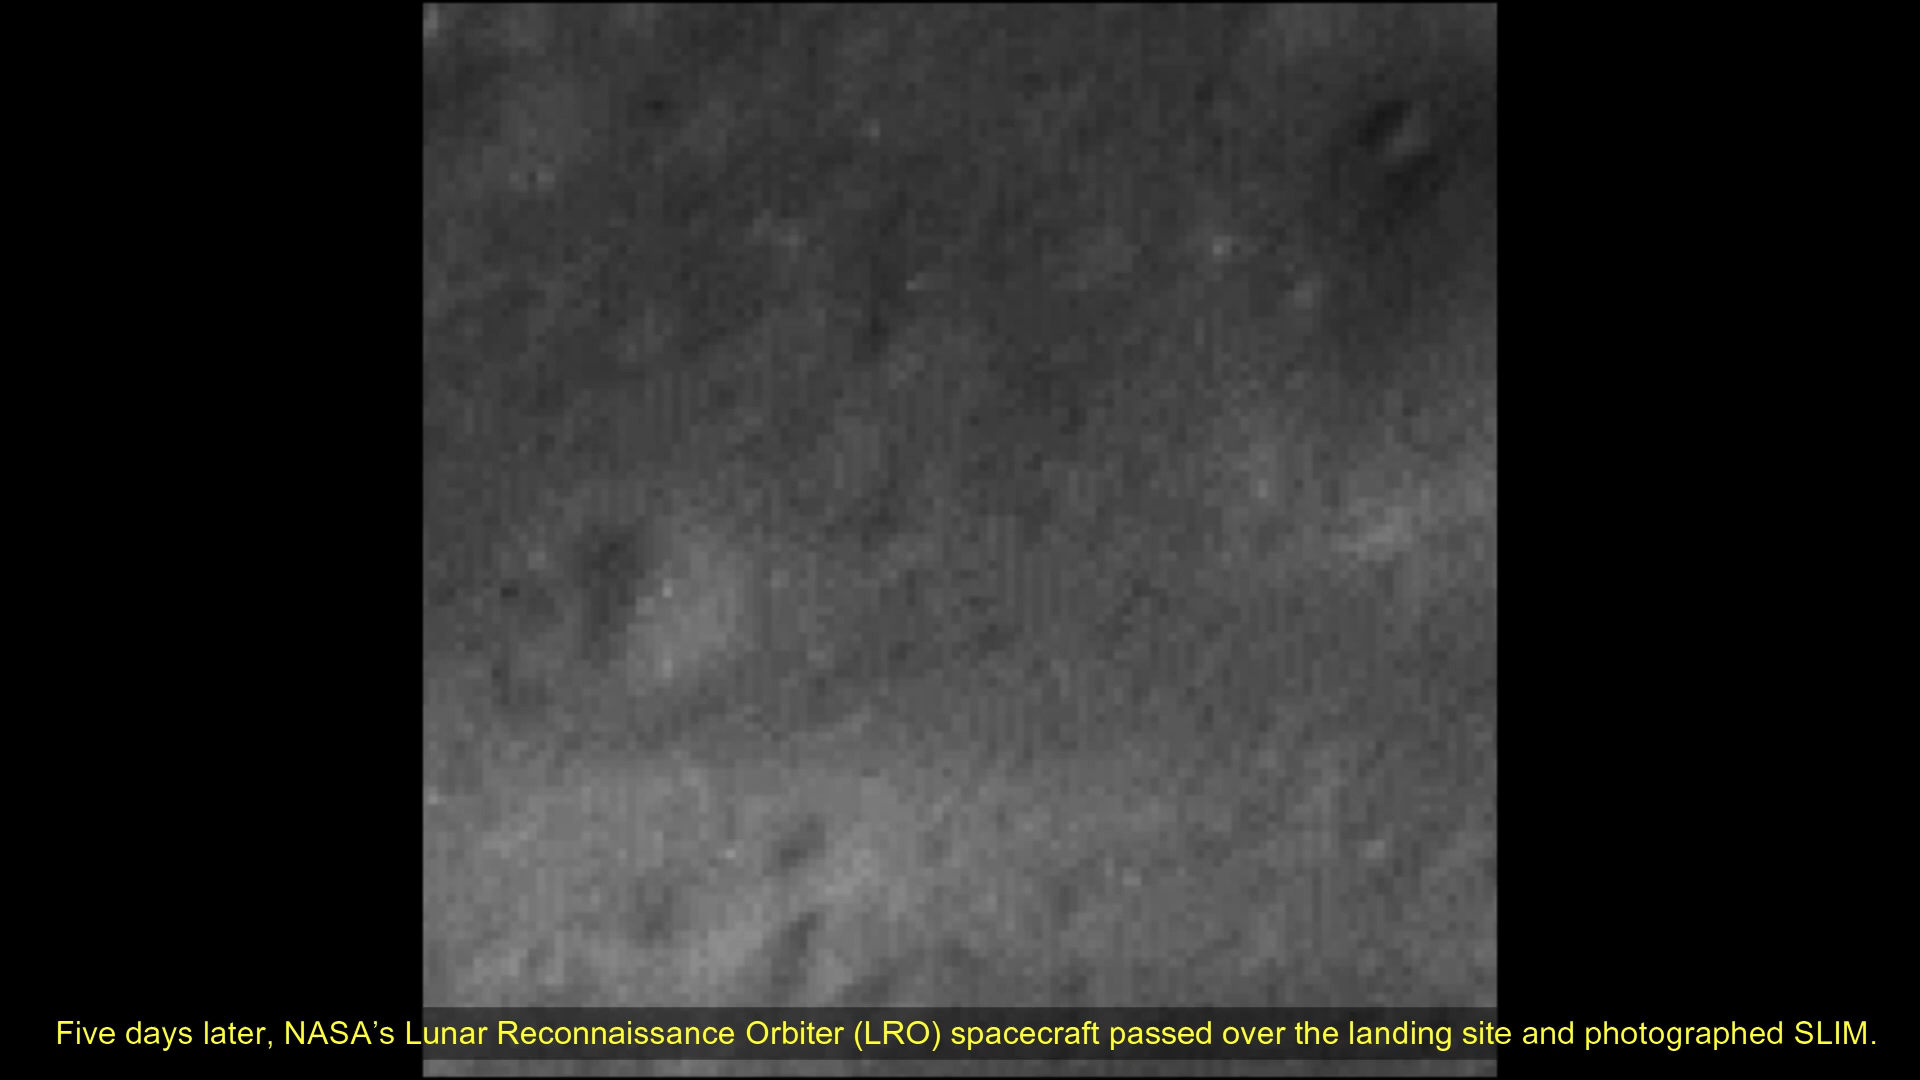 Five days later, NASA’s Lunar Reconnaissance Orbiter (LRO) spacecraft passed over the landing site and photographed SLIM.